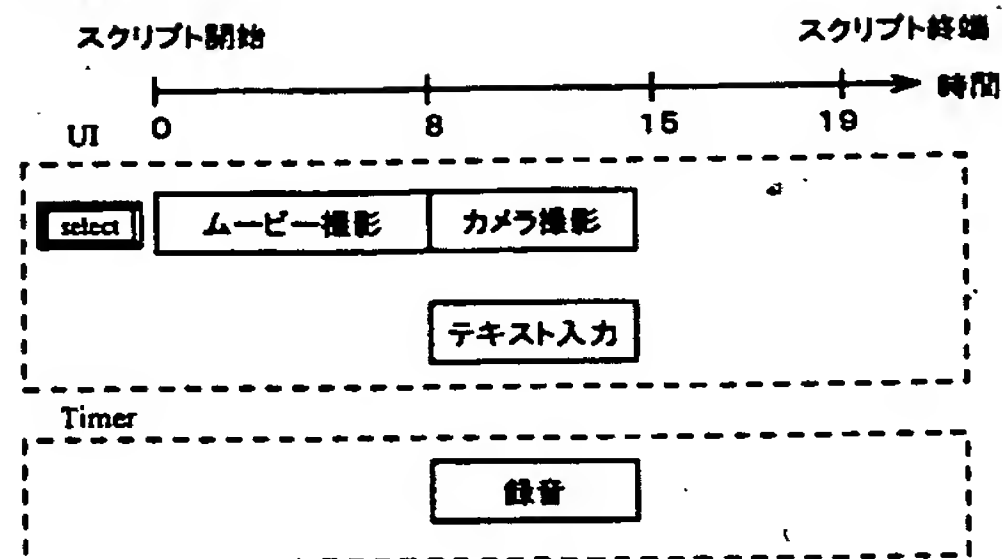 スクリプト開始
スクリプト終端
時間
0 8 15 19
UI
select
ムービー撮影
カメラ撮影
テキスト入力
Timer
録音